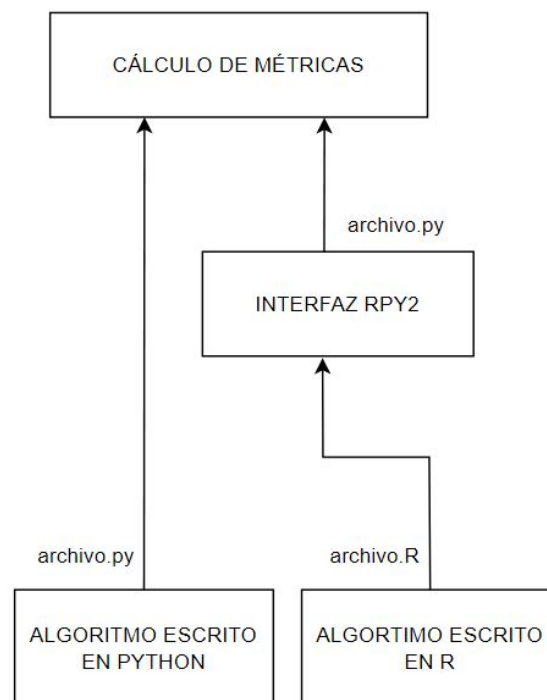 CÁLCULO DE MÉTRICAS
archivo.py
INTERFAZ RPY2
archivo.py
archivo.R
ALGORITMO ESCRITO
EN PYTHON
ALGORTIMO ESCRITO
EN R